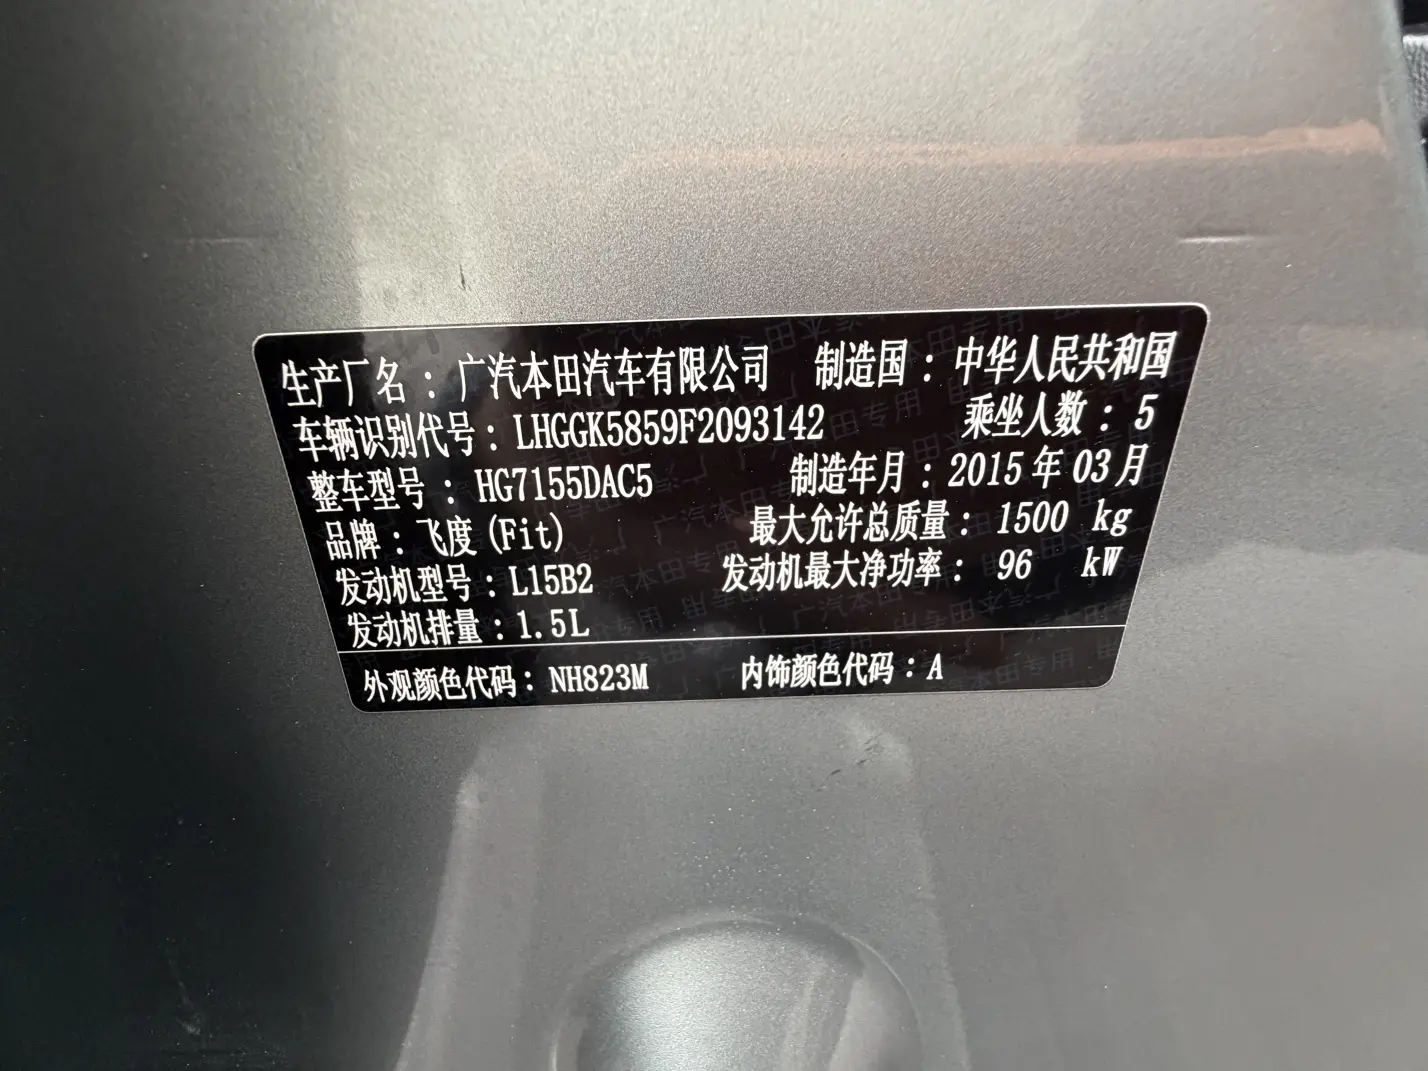 生产厂名：广汽本田汽车有限公司 制造国：中华人民共和国
车辆识别代号：LHGGK5859F2093142 乘坐人数：5
整车型号：HG7155DAC5 制造年月：2015年03月
品牌：飞度(Fit) 最大允许总质量：1500 kg
发动机型号：L15B2 发动机最大净功率：96 kW
发动机排量：1.5L
外观颜色代码：NH823M 内饰颜色代码：A